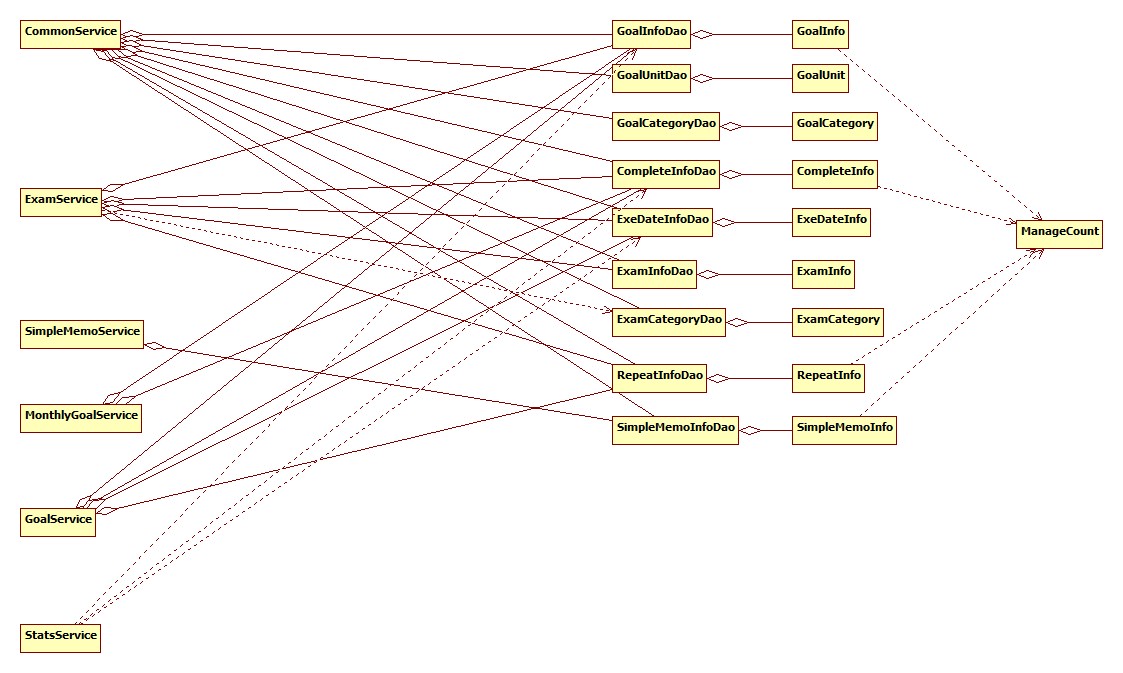 CommonService
GoalInfoDao
GoalInfo
GoalUnitDao
GoalUnit
GoalCategoryDao
GoalCategory
CompleteInfoDao
CompleteInfo
ExamService
ExeDateInfoDao
ExeDateInfo
ManageCount
ExamInfoDao
ExamInfo
ExamCategoryDao
ExamCategory
SimpleMemoService
RepeatInfoDao
RepeatInfo
MonthlyGoalService
SimpleMemoInfoDao
SimpleMemoInfo
GoalService
StatsService